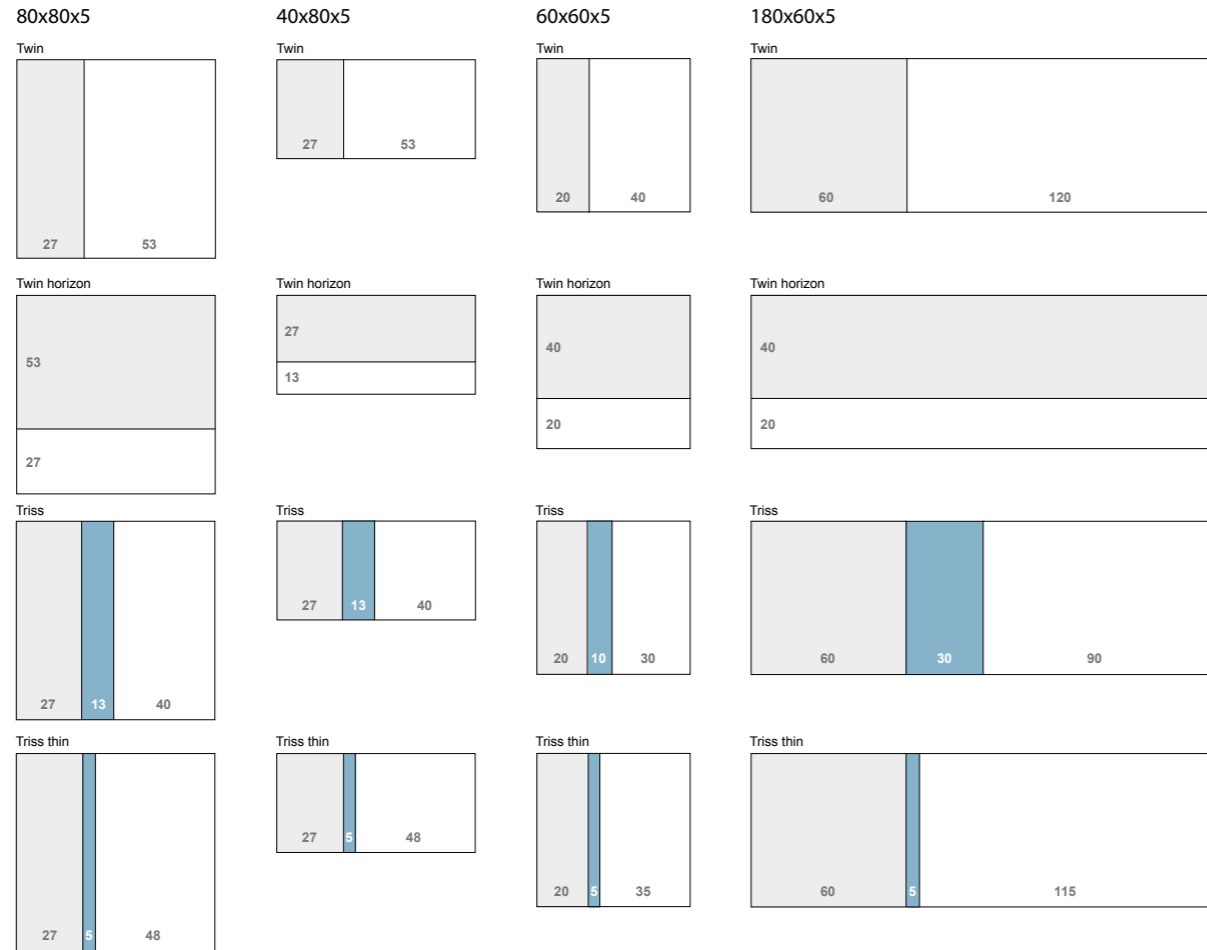 80x80x5 40x80x5 60x60x5 180x60x5
Twin Twin Twin Twin
27 53 27 53 20 40 60 120
Twin horizon Twin horizon Twin horizon Twin horizon
53 27 40 40
27 13 20 20
Triss Triss Triss Triss
27 13 40 27 13 40 20 10 30 60 30 90
Triss thin Triss thin Triss thin Triss thin
27 5 48 27 5 48 20 5 35 60 5 115